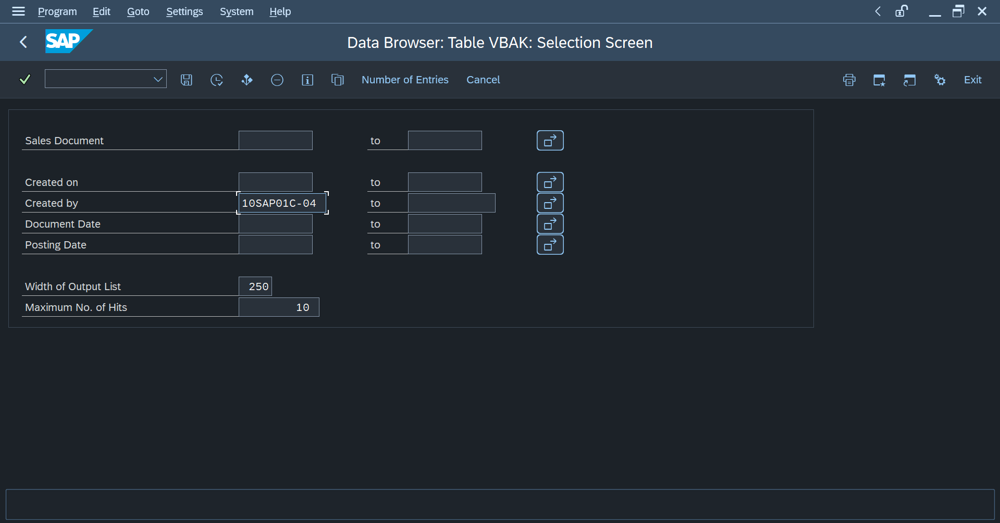 Program Edit Goto Settings System Help
SAP
Data Browser: Table VBAK: Selection Screen
Number of Entries Cancel Exit
Sales Document to
Created on to
Created by 10SAP01C-04 to
Document Date to
Posting Date to
Width of Output List 250
Maximum No. of Hits 10